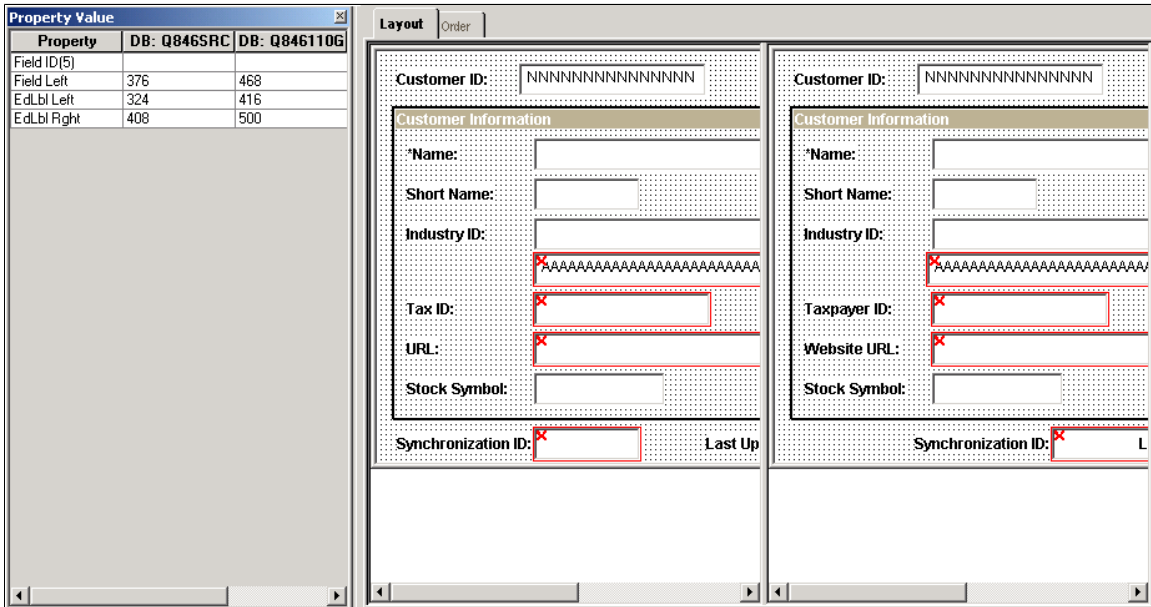 Property Value
Property DB: Q846SRC DB: Q846110G
Field ID(5)
Field Left 376 468
EdLbl Left 324 416
EdLbl Rght 408 500
Layout Order
Customer ID: NNNNNNNNNNNNNNN
Customer Information
*Name:
Short Name:
Industry ID:
Tax ID:
URL:
Stock Symbol:
Synchronization ID: Last Up
Customer ID: NNNNNNNNNNNNNNN
Customer Information
*Name:
Short Name:
Industry ID:
Taxpayer ID:
Website URL:
Stock Symbol:
Synchronization ID: L